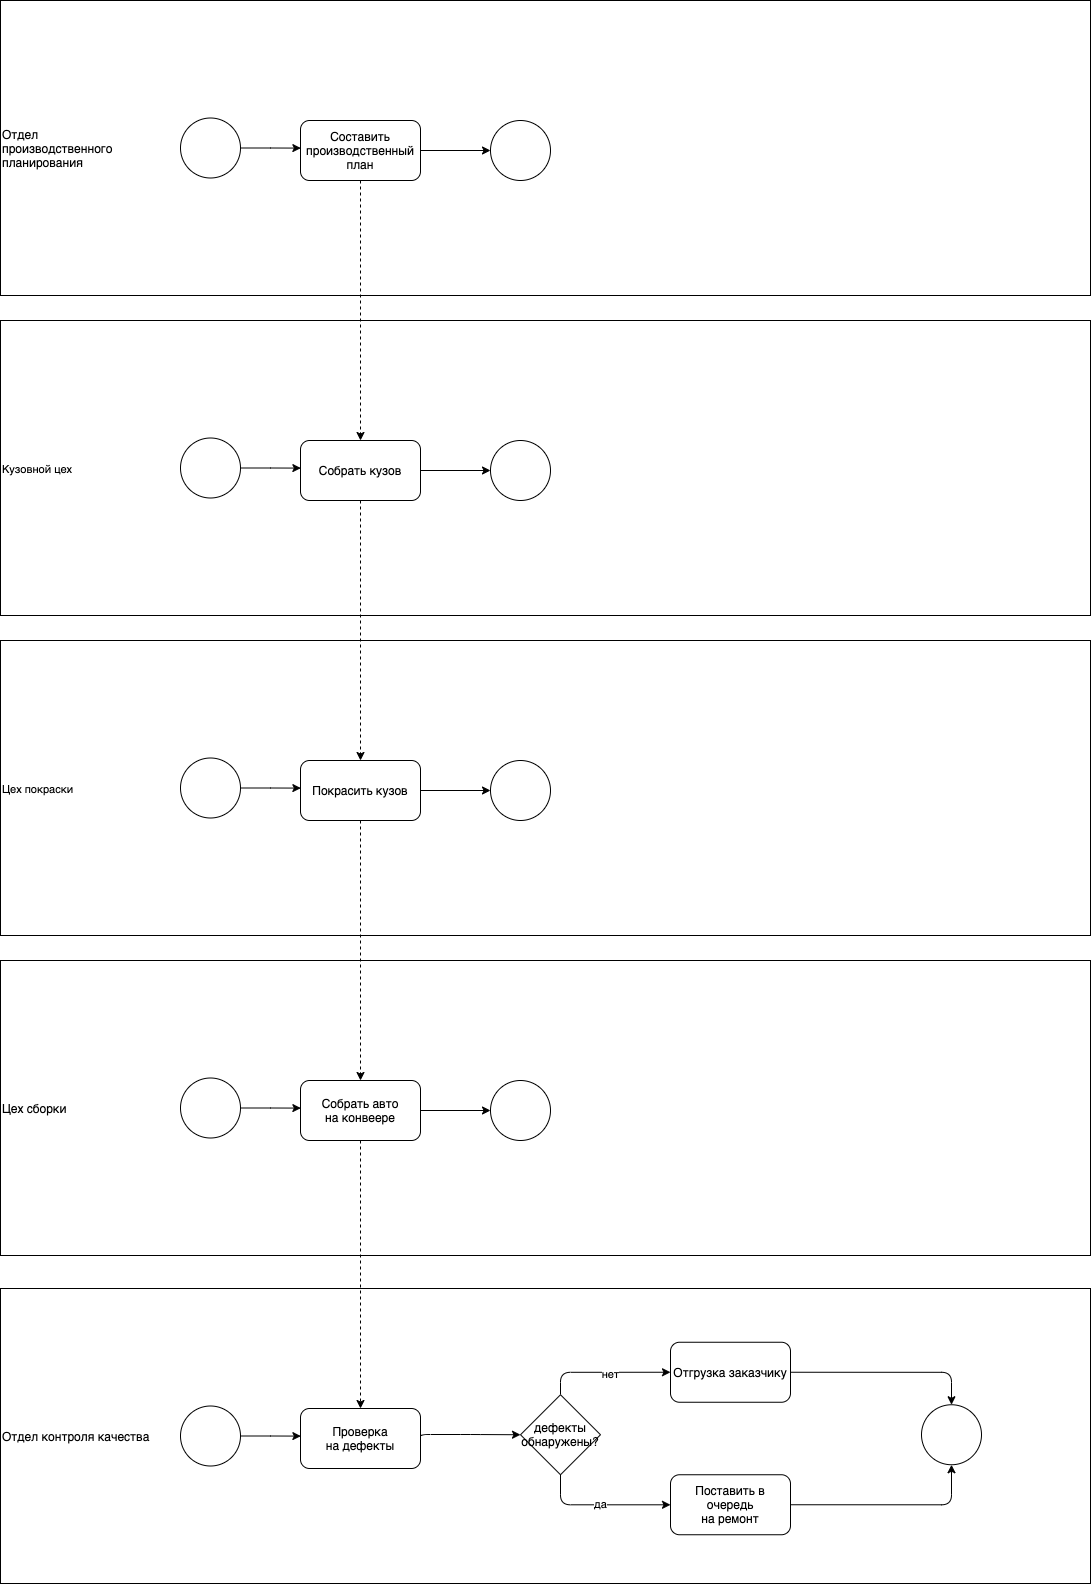 Отдел
производственного
планирования
Составить
производственный
план
Кузовной цех
Собрать кузов
Цех покраски
Покрасить кузов
Цех сборки
Собрать авто
на конвеере
Отдел контроля качества
Проверка
на дефекты
дефекты
обнаружены?
нет
Отгрузка заказчику
да
Поставить в
очередь
на ремонт